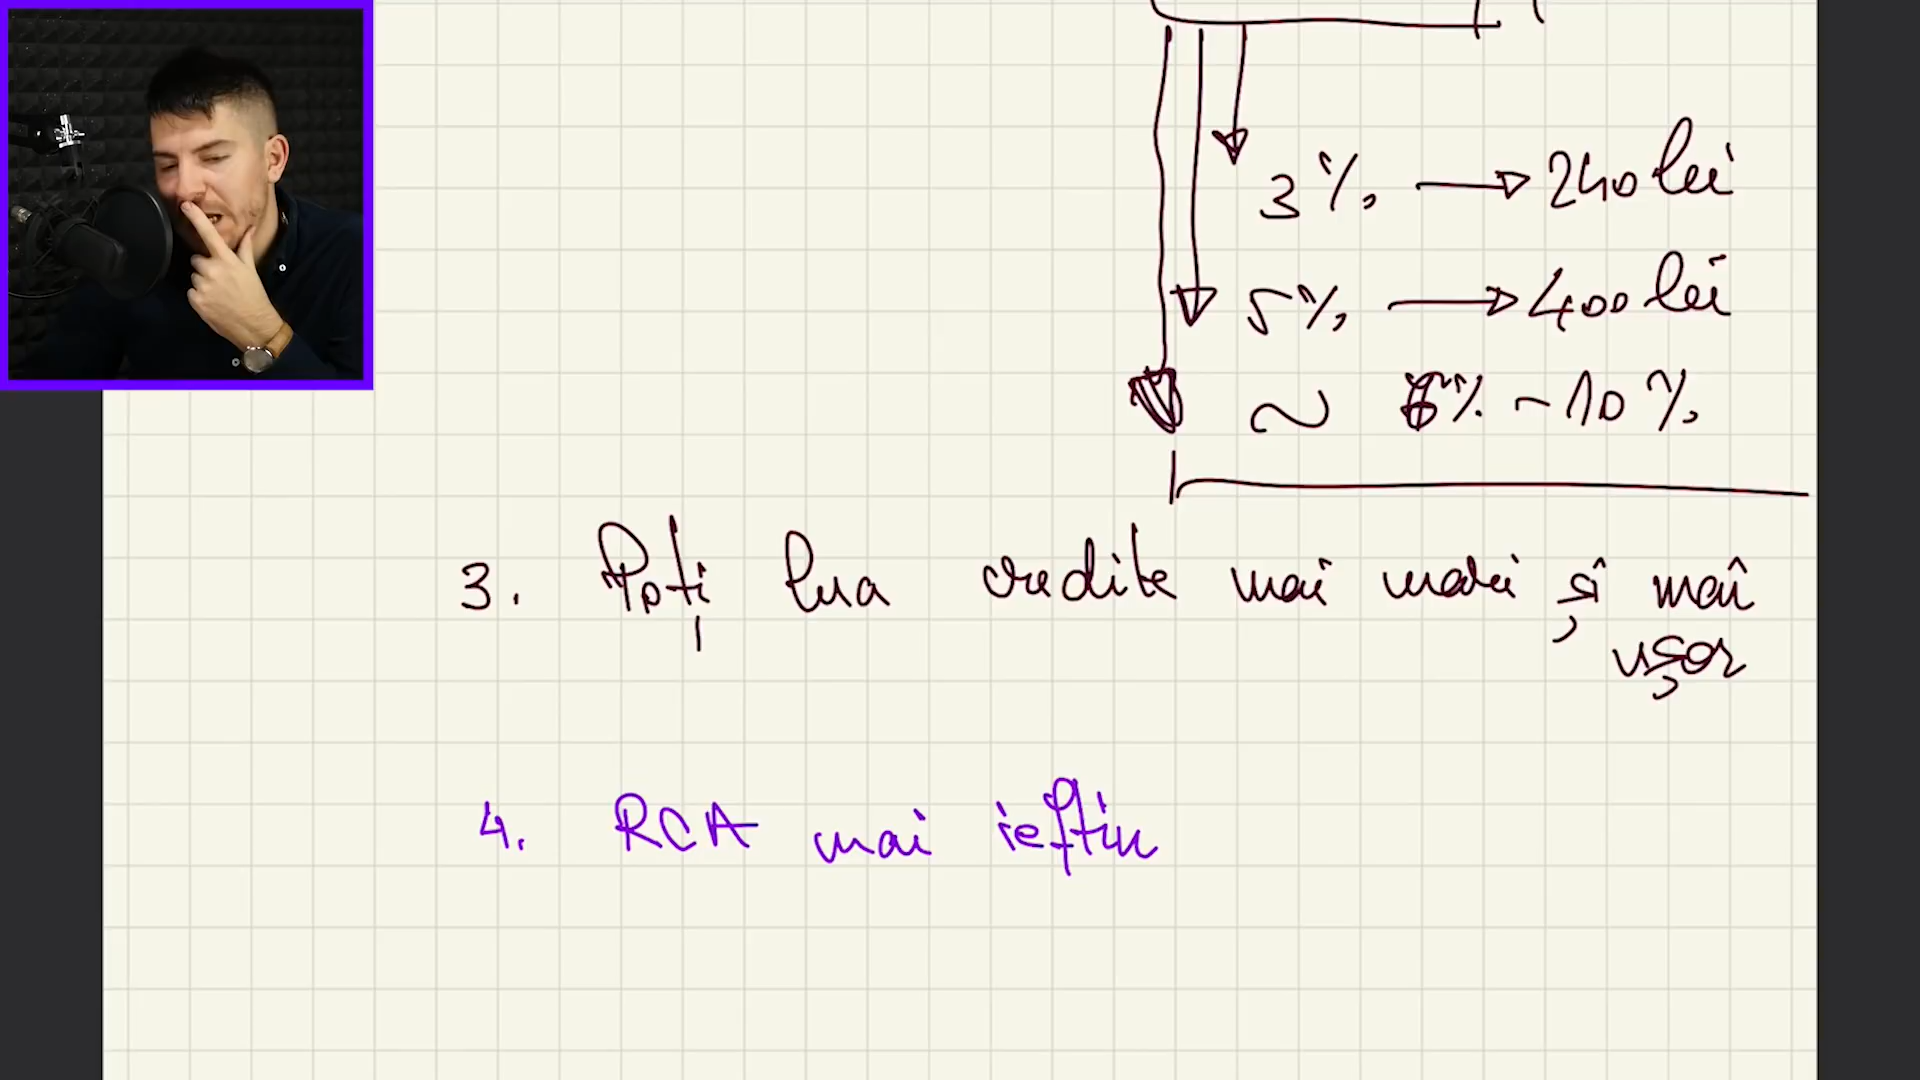 3% → 240 lei
5% → 400 lei
~ 6% - 10%
3. Poți lua credite mai mari și mai
ușor
4. RCA mai ieftin